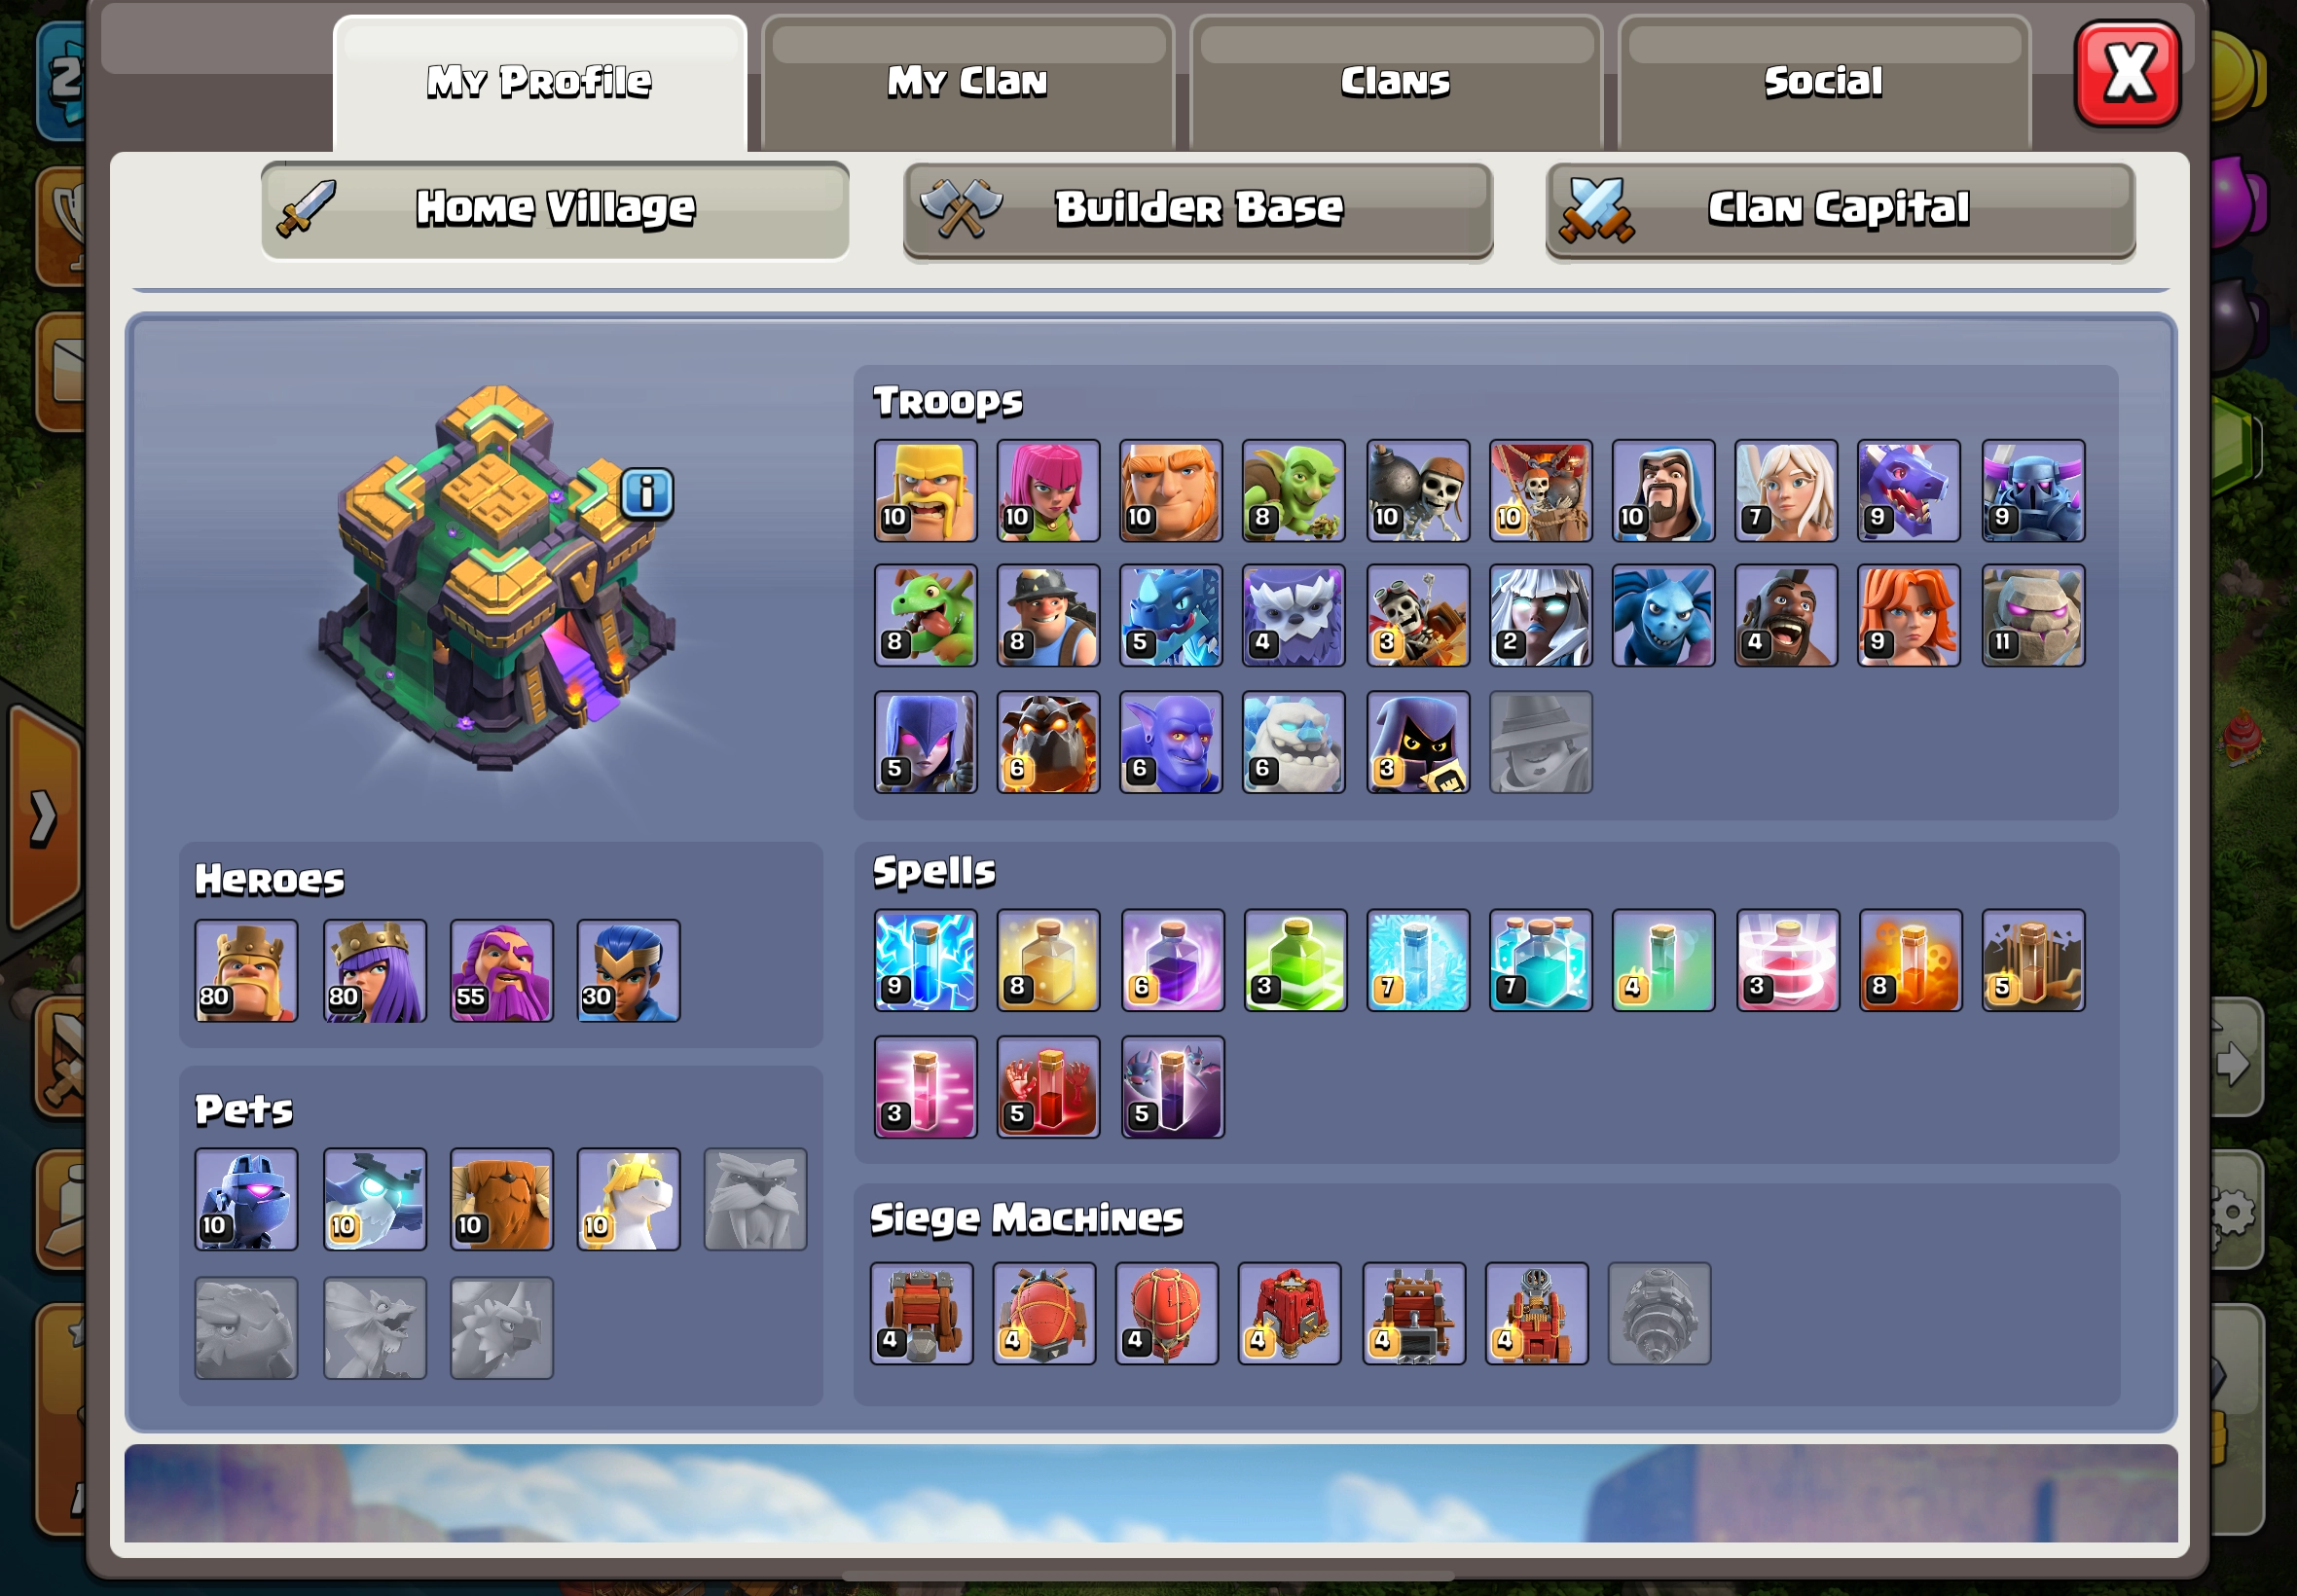 My Profile
My Clan
Clans
Social
X
Home Village
Builder Base
Clan Capital
Troops
10 10 10 8 10 10 10 7 9 9
8 8 5 4 3 2 4 9 11
5 6 6 6 3
Heroes
80 80 55 30
Spells
9 8 6 3 7 7 4 3 8 5
3 5 5
Pets
10 10 10 10
Siege Machines
4 4 4 4 4 4